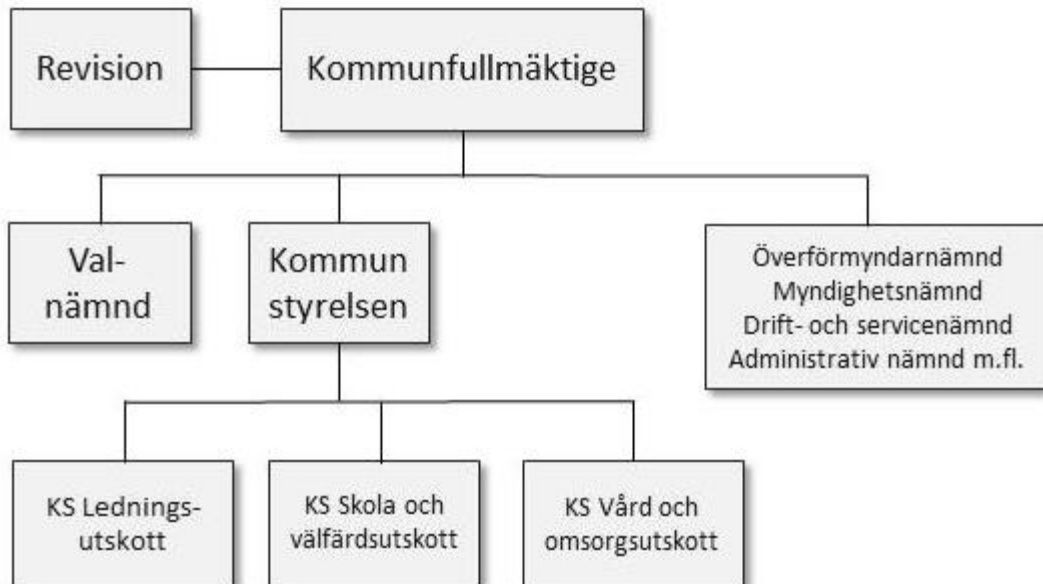 Revision
Kommunfullmäktige
Val-
nämnd
Kommun
styrelsen
Överförmyndarnämnd
Myndighetsnämnd
Drift- och servicenämnd
Administrativ nämnd m.fl.
KS Lednings-
utskott
KS Skola och
välfärdsutskott
KS Vård och
omsorgsutskott